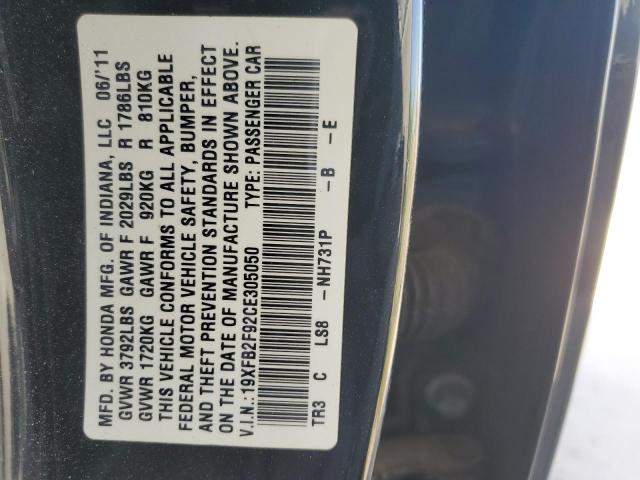 MFD. BY HONDA MFG. OF INDIANA, LLC 06/'11
GVWR 3792LBS GAWR F 2029LBS R 1786LBS
GVWR 1720KG GAWR F 920KG R 810KG
THIS VEHICLE CONFORMS TO ALL APPLICABLE
FEDERAL MOTOR VEHICLE SAFETY, BUMPER,
AND THEFT PREVENTION STANDARDS IN EFFECT
ON THE DATE OF MANUFACTURE SHOWN ABOVE.
V.I.N.: 19XFB2F92CE305050 TYPE: PASSENGER CAR
TR3 C LS8 -NH731P -B -E